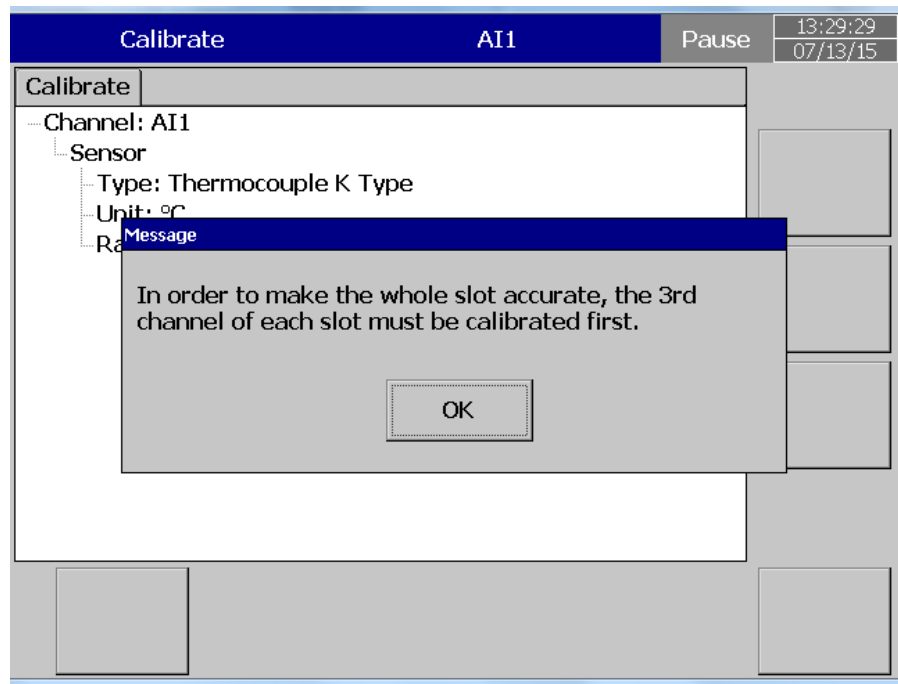 Calibrate AI1 Pause 13:29:29
07/13/15
Calibrate
Channel: AI1
Sensor
Type: Thermocouple K Type
Unit: °C
Message
In order to make the whole slot accurate, the 3rd
channel of each slot must be calibrated first.
OK